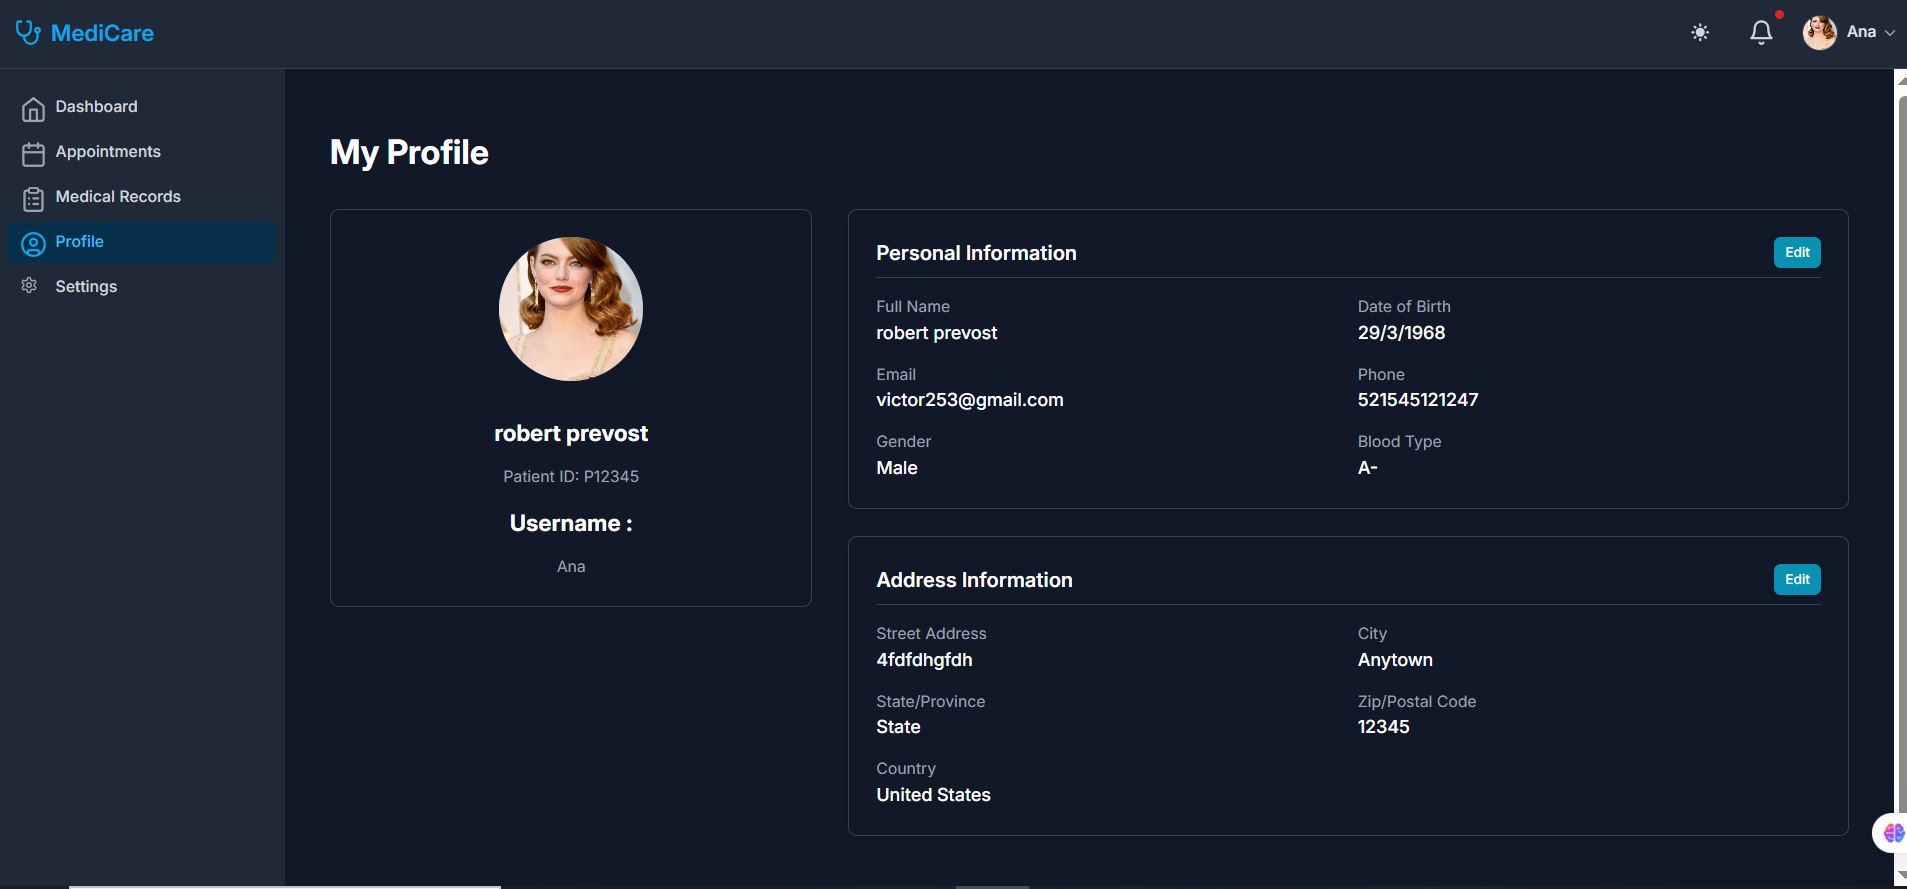 MediCare
Ana
Dashboard
Appointments
Medical Records
Profile
Settings
My Profile
robert prevost
Patient ID: P12345
Username :
Ana
Personal Information
Edit
Full Name
robert prevost
Date of Birth
29/3/1968
Email
victor253@gmail.com
Phone
521545121247
Gender
Male
Blood Type
A-
Address Information
Edit
Street Address
4fdfdhgfdh
City
Anytown
State/Province
State
Zip/Postal Code
12345
Country
United States